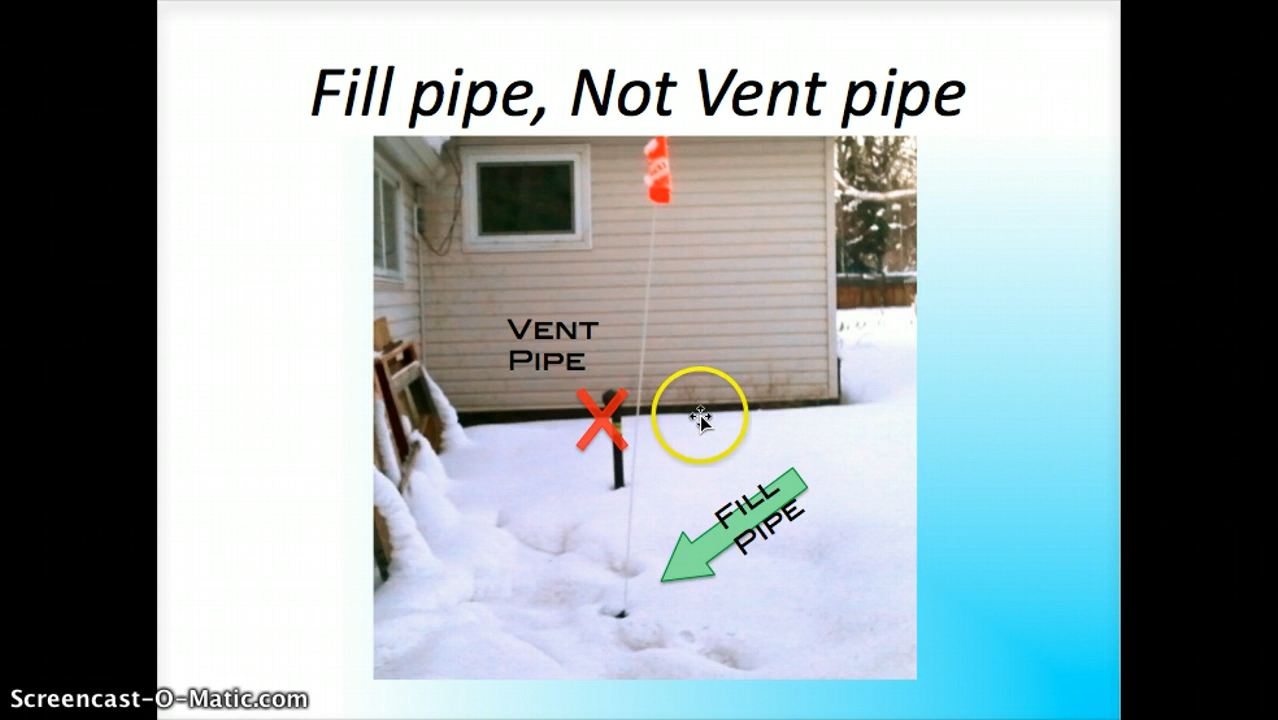 Fill pipe, Not Vent pipe
VENT
PIPE
FILL
PIPE
Screencast-O-Matic.com